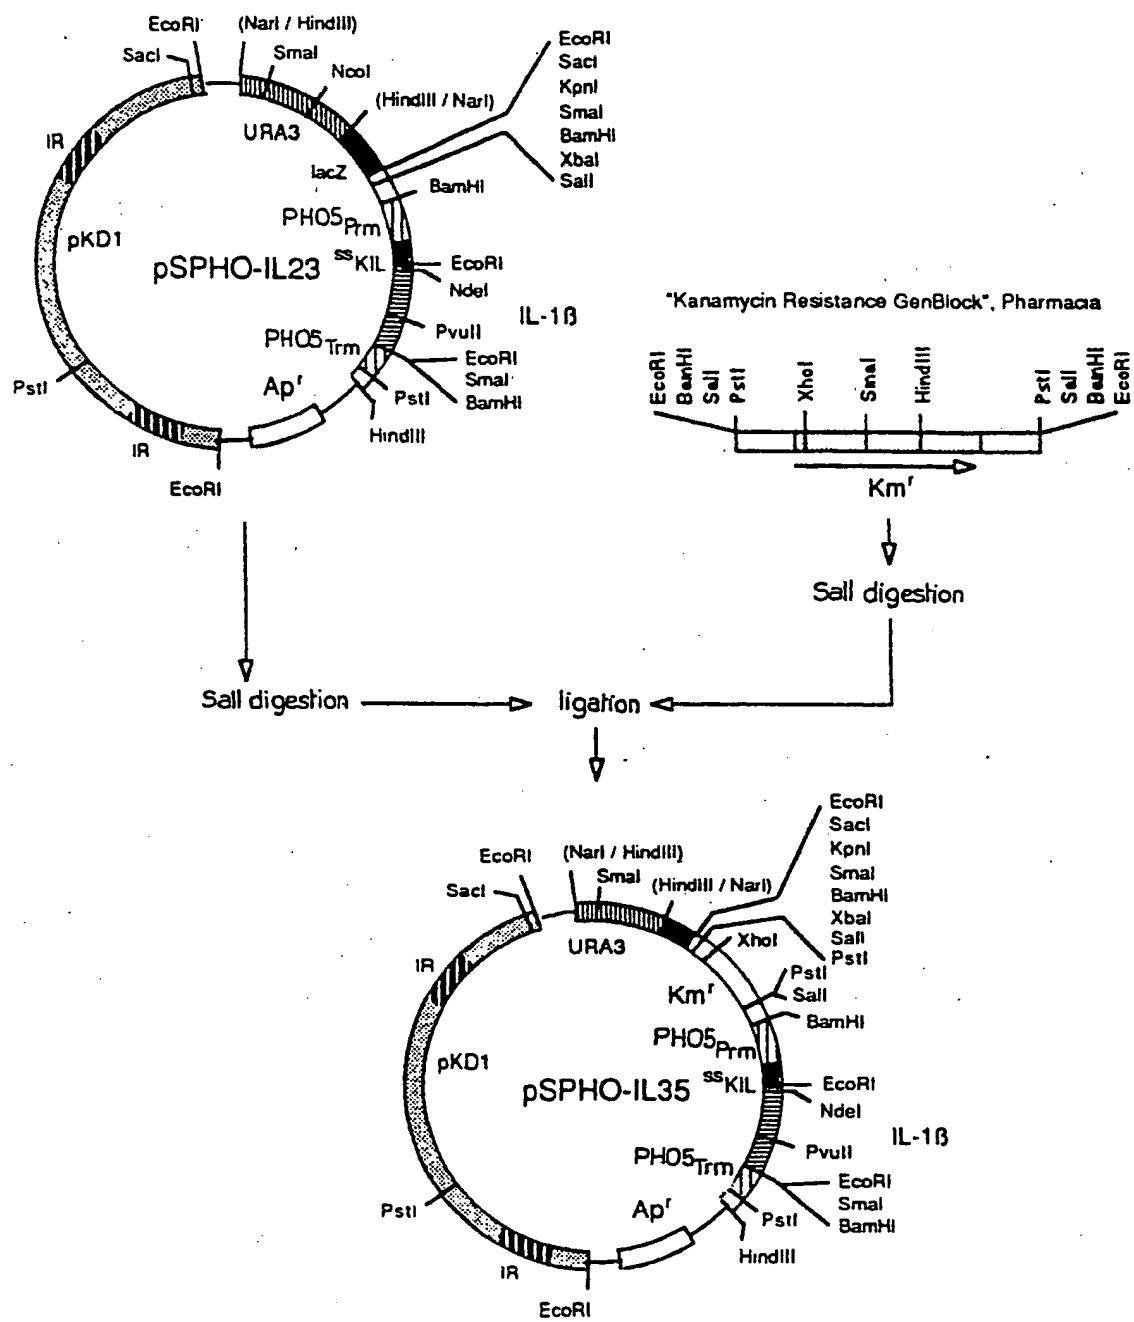 EcoRI
(NarI / HindIII)
SacI
SmaI
NcoI
(HindIII / NarI)
EcoRI
SacI
KpnI
SmaI
BamHI
XbaI
SalI
IR
URA3
lacZ
BamHI
PHO5Prm
pKD1
pSPHO-IL23
ssKIL
EcoRI
NdeI
IL-1β
PvuII
PHO5Trm
EcoRI
SmaI
BamHI
PstI
Apr
PstI
HindIII
IR
EcoRI
"Kanamycin Resistance GenBlock", Pharmacia
EcoRI
BamHI
SalI
PstI
XhoI
SmaI
HindIII
PstI
SalI
BamHI
EcoRI
Kmr
SalI digestion
SalI digestion
ligation
EcoRI
SacI
KpnI
SmaI
BamHI
XbaI
SalI
PstI
EcoRI
(NarI / HindIII)
SacI
SmaI
(HindIII / NarI)
URA3
XhoI
IR
Kmr
PstI
SalI
BamHI
PHO5Prm
pKD1
pSPHO-IL35
ssKIL
EcoRI
NdeI
IL-1β
PvuII
PHO5Trm
EcoRI
SmaI
BamHI
PstI
Apr
PstI
HindIII
IR
EcoRI